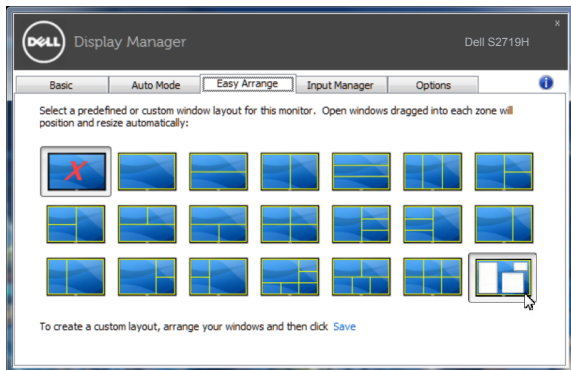 DELL Display Manager
x
Dell S2719H
Basic Auto Mode Easy Arrange Input Manager Options i
Select a predefined or custom window layout for this monitor. Open windows dragged into each zone will
position and resize automatically:
To create a custom layout, arrange your windows and then click Save